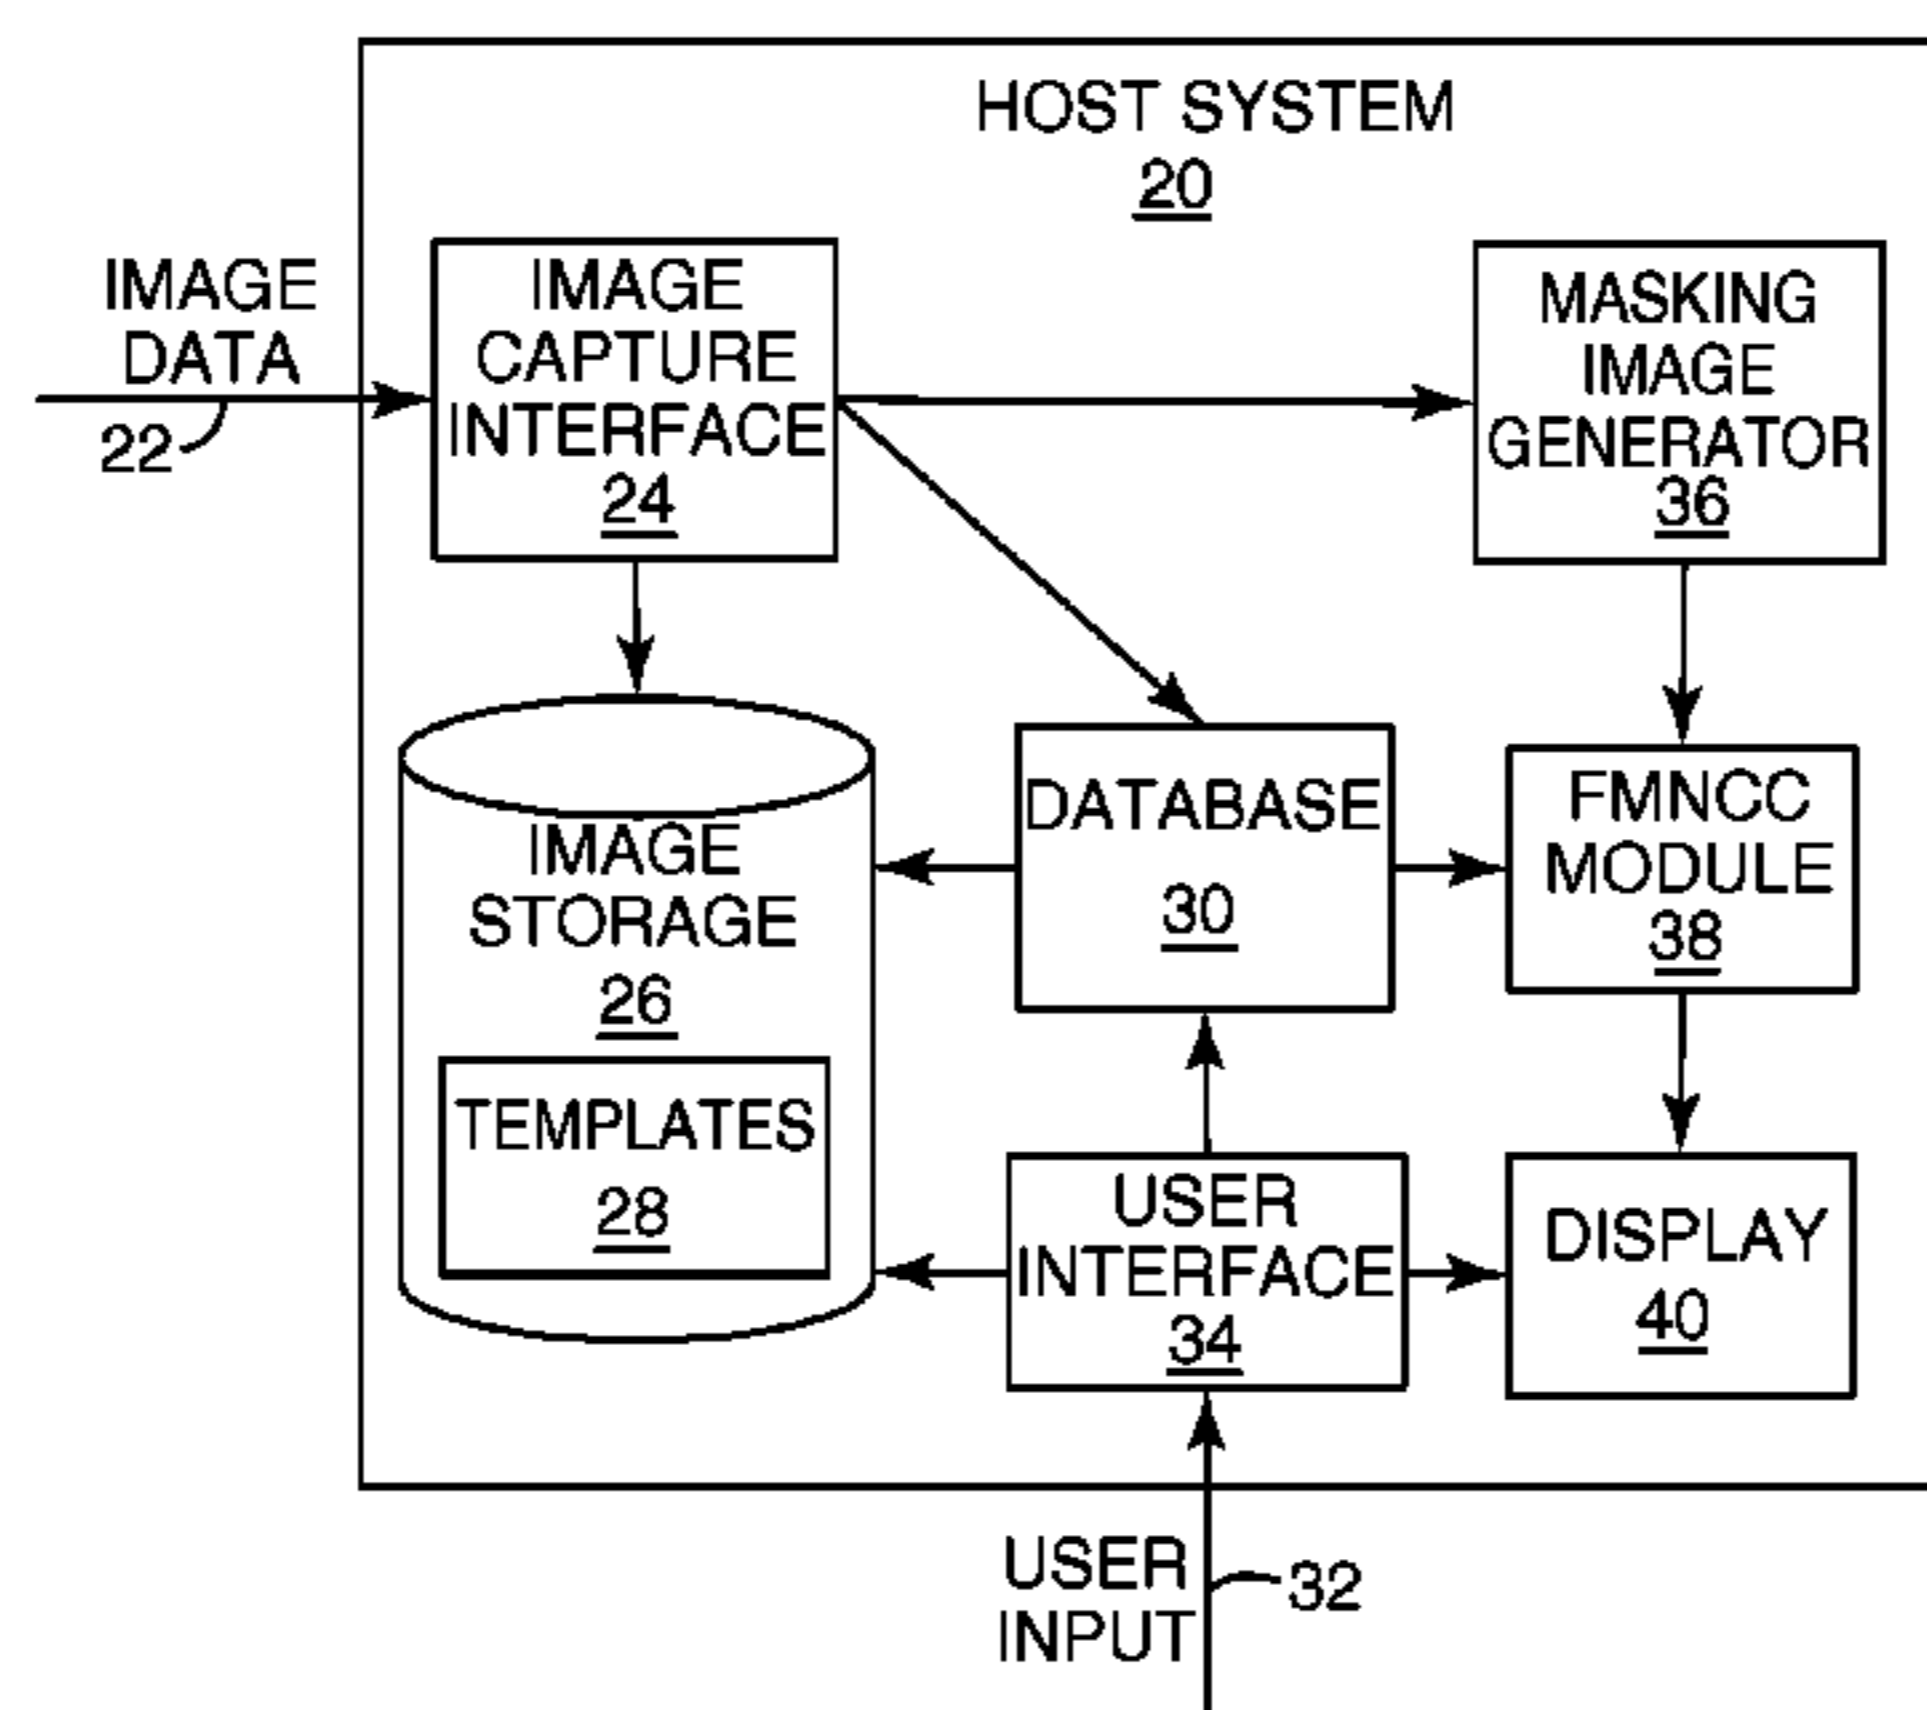 HOST SYSTEM
20
IMAGE
DATA
22
IMAGE
CAPTURE
INTERFACE
24
MASKING
IMAGE
GENERATOR
36
IMAGE
STORAGE
26
TEMPLATES
28
DATABASE
30
FMNCC
MODULE
38
USER
INTERFACE
34
DISPLAY
40
USER
INPUT
32